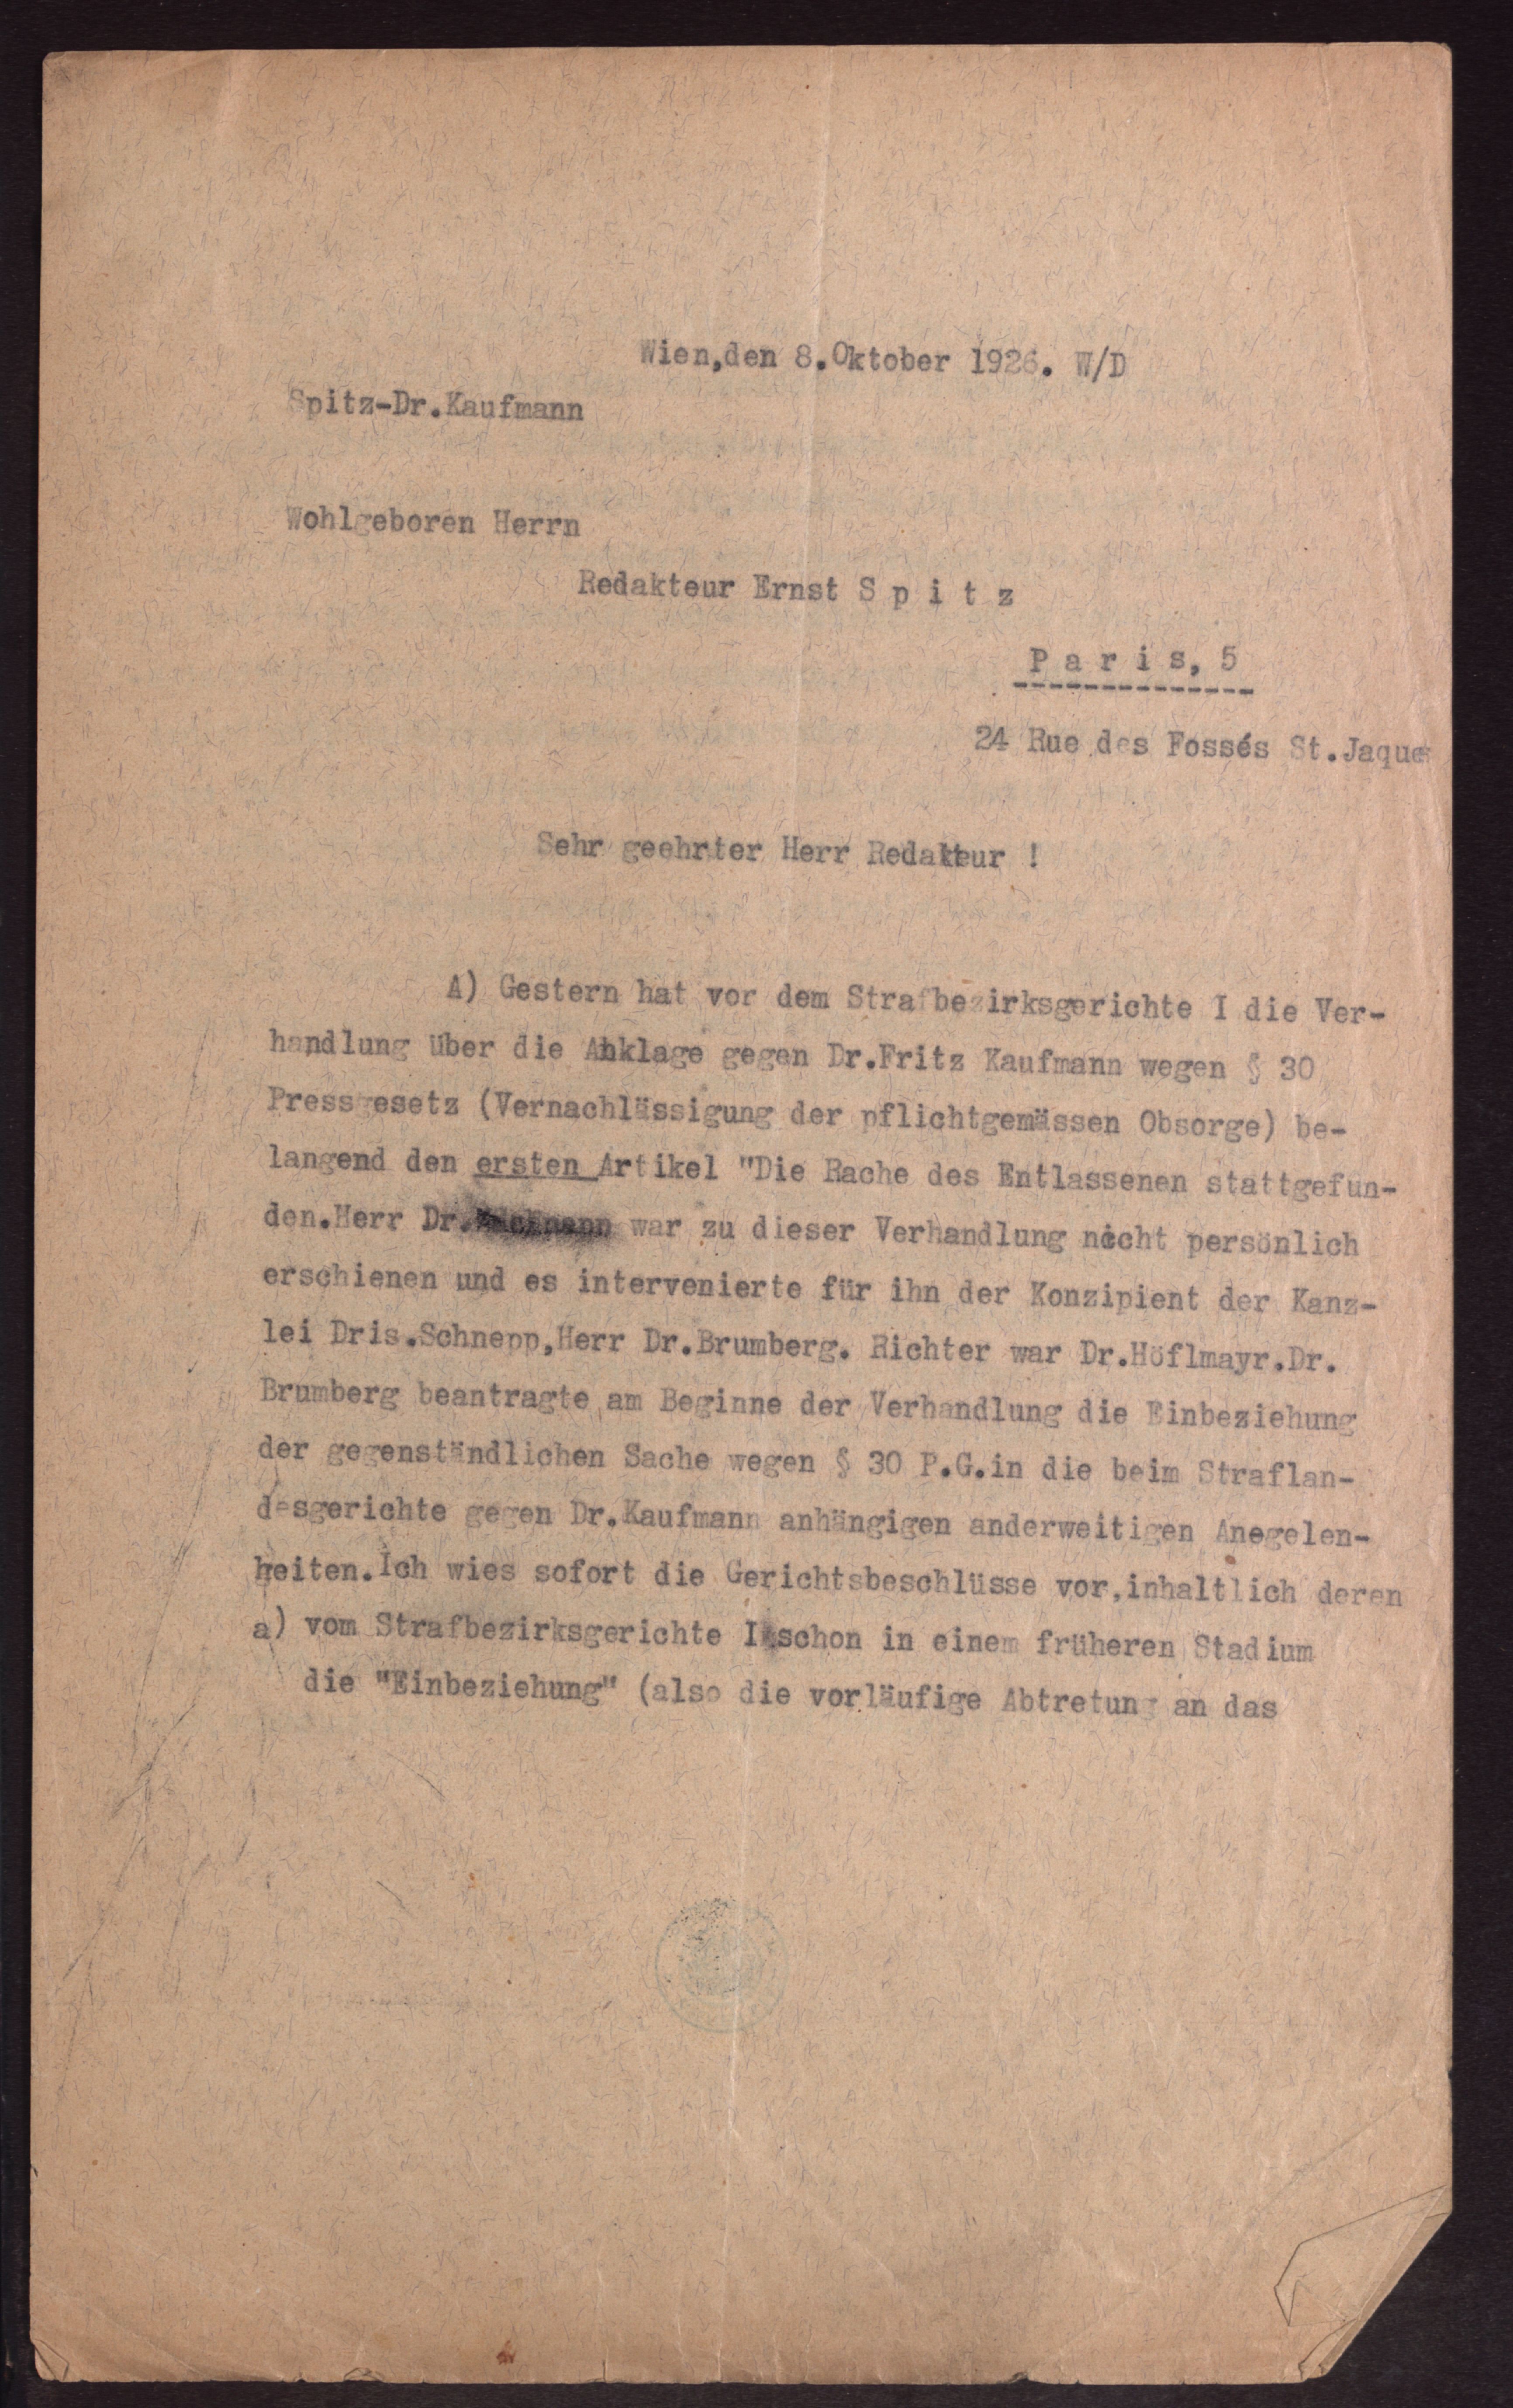 Wien,den 8.Oktober 1926. W/D
Spitz-Dr.Kaufmann
Wohlgeboren Herrn
Redakteur Ernst S p i t z
P a r i s, 5
24 Rue des Fossés St.Jaques
Sehr geehrter Herr Redakteur !
A) Gestern hat vor dem Strafbezirksgerichte I die Ver-
handlung über die Anklage gegen Dr.Fritz Kaufmann wegen § 30
Pressgesetz (Vernachlässigung der pflichtgemässen Obsorge) be-
langend den ersten Artikel "Die Rache des Entlassenen stattgefun-
den.Herr Dr. war zu dieser Verhandlung nicht persönlich
erschienen und es intervenierte für ihn der Konzipient der Kanz-
lei Dris.Schnepp,Herr Dr.Brumberg. Richter war Dr.Höflmayr.Dr.
Brumberg beantragte am Beginne der Verhandlung die Einbeziehung
der gegenständlichen Sache wegen § 30 P.G.in die beim Straflan-
desgerichte gegen Dr.Kaufmann anhängigen anderweitigen Anegelen-
heiten.Ich wies sofort die Gerichtsbeschlüsse vor,inhaltlich deren
a) vom Strafbezirksgerichte I schon in einem früheren Stadium
die "Einbeziehung" (also die vorläufige Abtretung an das